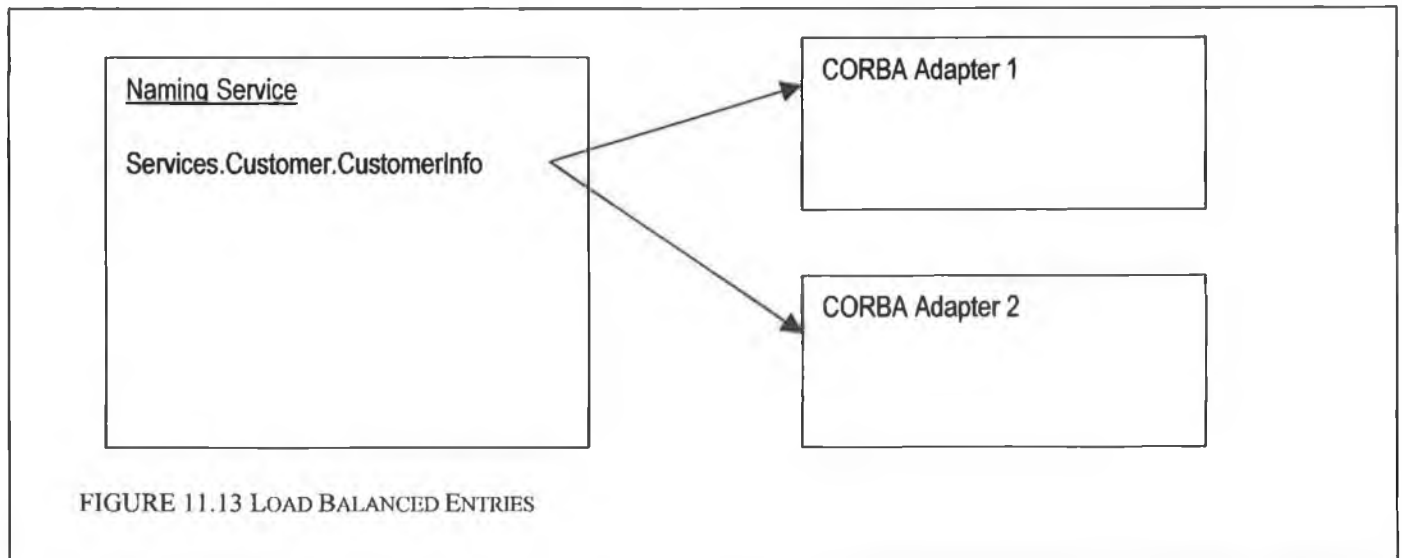 Naming Service
Services.Customer.CustomerInfo
CORBA Adapter 1
CORBA Adapter 2
FIGURE 11.13 LOAD BALANCED ENTRIES